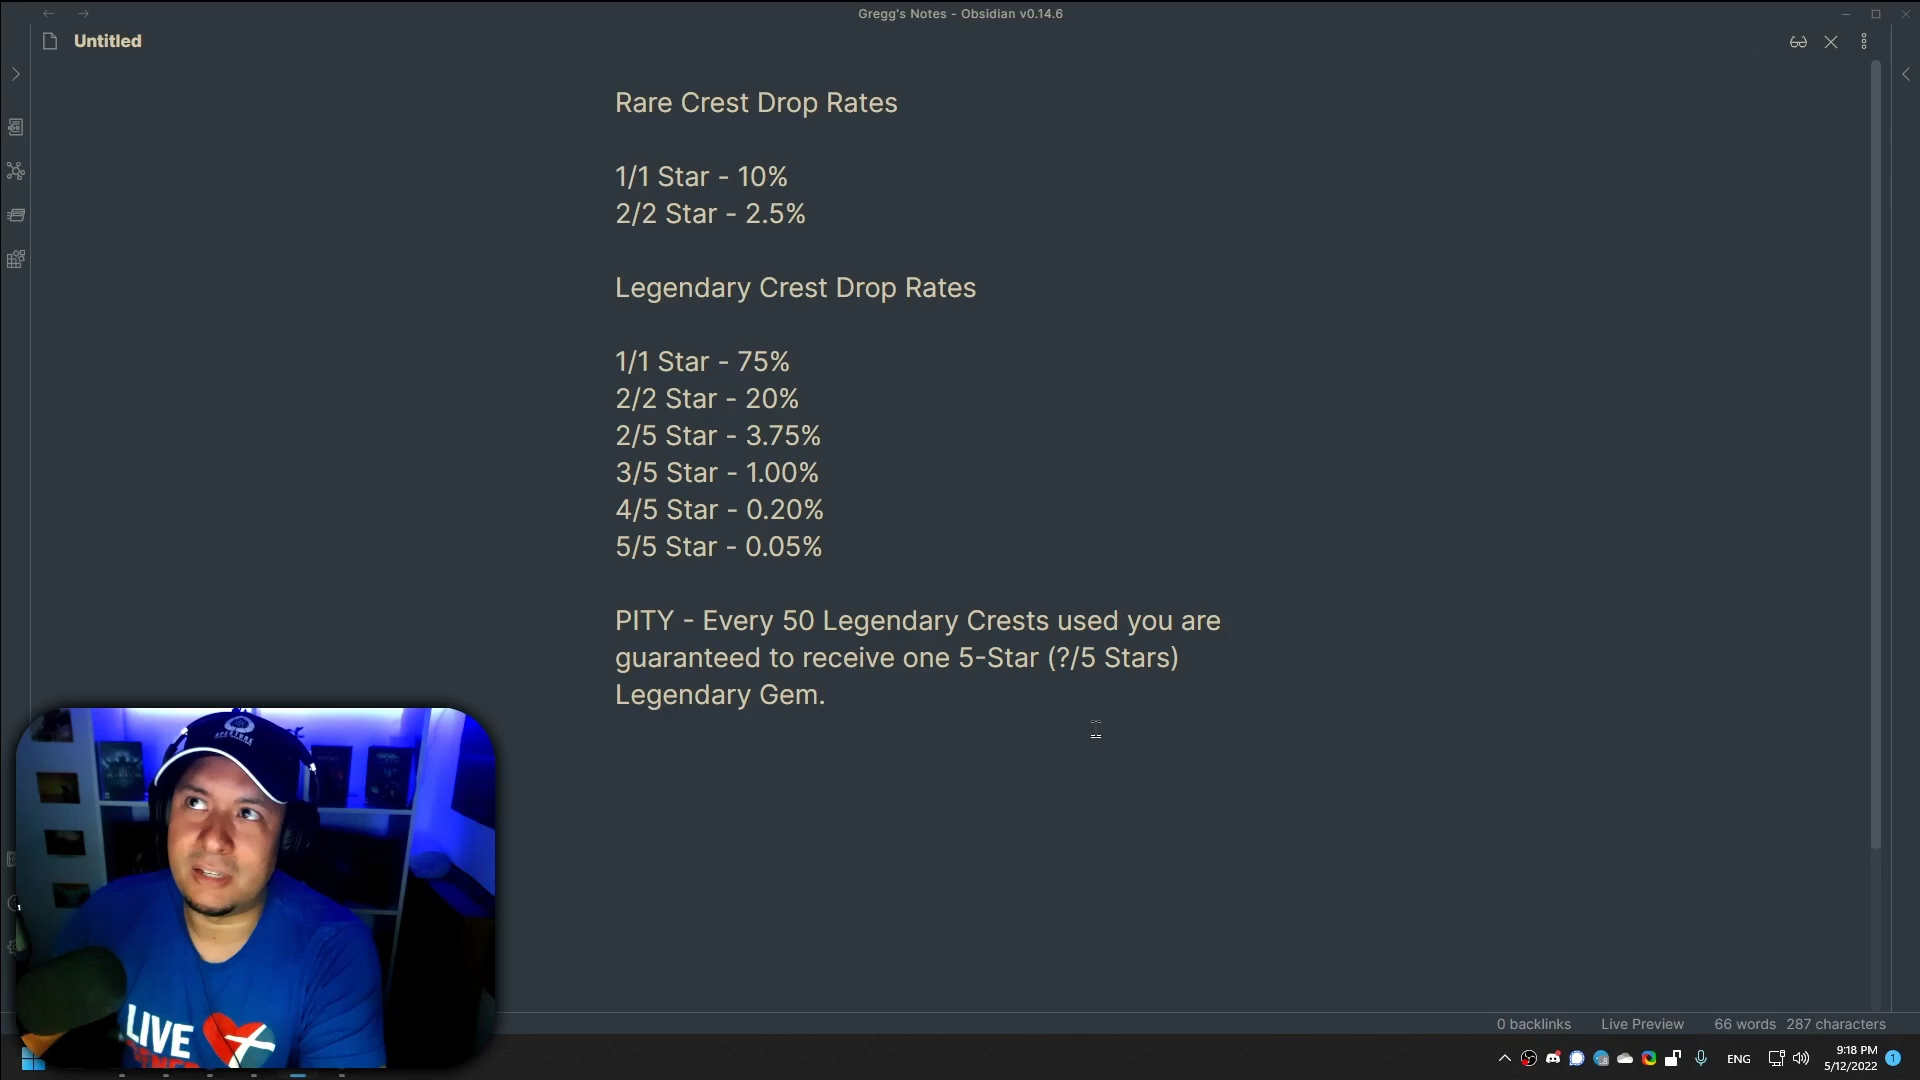 Gregg's Notes - Obsidian v0.14.6
Untitled
Rare Crest Drop Rates
1/1 Star - 10%
2/2 Star - 2.5%
Legendary Crest Drop Rates
1/1 Star - 75%
2/2 Star - 20%
2/5 Star - 3.75%
3/5 Star - 1.00%
4/5 Star - 0.20%
5/5 Star - 0.05%
PITY - Every 50 Legendary Crests used you are
guaranteed to receive one 5-Star (?/5 Stars)
Legendary Gem.
LIVE
0 backlinks Live Preview 66 words 287 characters
ENG 9:18 PM 1
5/12/2022